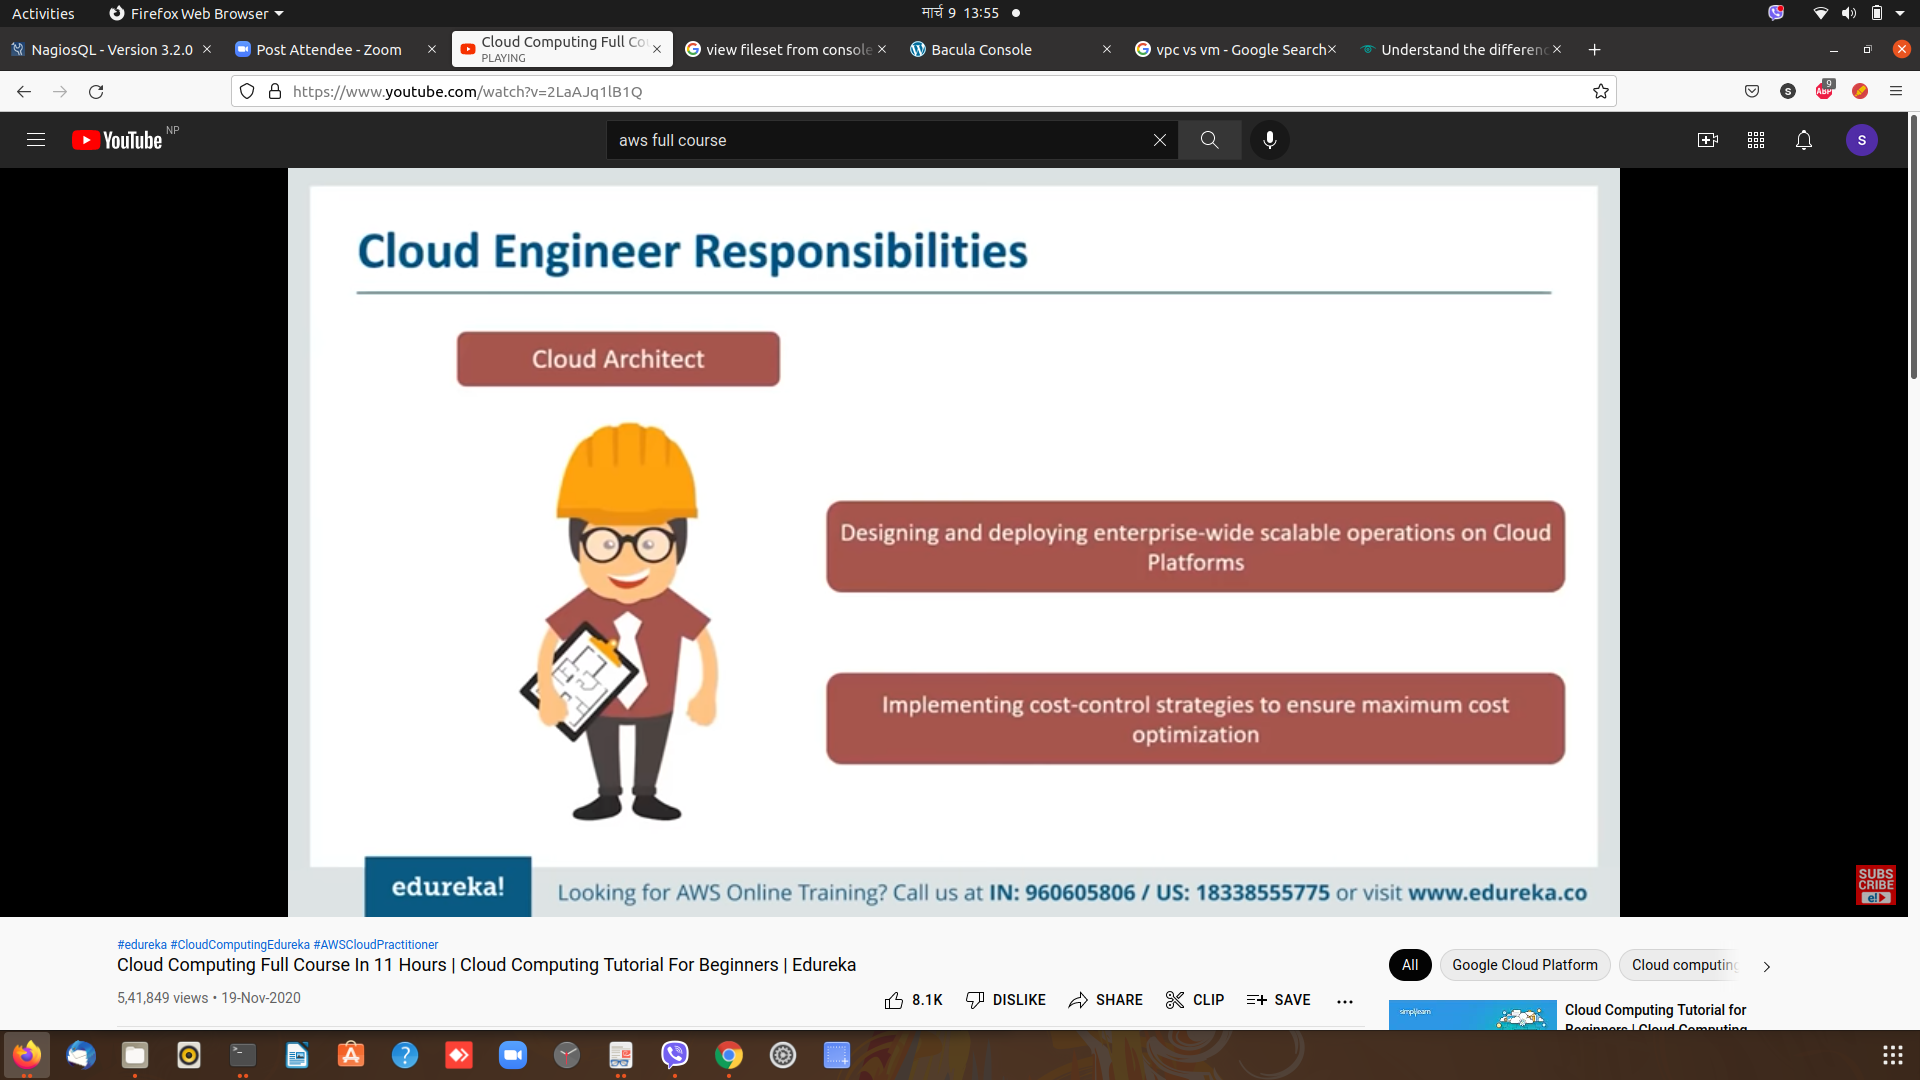 Activities
Firefox Web Browser
मार्च 9 13:55
NagiosQL - Version 3.2.0
Post Attendee - Zoom
Cloud Computing Full Co
PLAYING
view fileset from console
Bacula Console
vpc vs vm - Google Search
Understand the differenc
https://www.youtube.com/watch?v=2LaAJq1lB1Q
S
ABP
9
YouTube
NP
aws full course
S
Cloud Engineer Responsibilities
Cloud Architect
Designing and deploying enterprise-wide scalable operations on Cloud
Platforms
Implementing cost-control strategies to ensure maximum cost
optimization
edureka!
Looking for AWS Online Training? Call us at IN: 960605806 / US: 18338555775 or visit www.edureka.co
SUBS
CRIBE
e!
#edureka #CloudComputingEdureka #AWSCloudPractitioner
Cloud Computing Full Course In 11 Hours | Cloud Computing Tutorial For Beginners | Edureka
5,41,849 views • 19-Nov-2020
8.1K
DISLIKE
SHARE
CLIP
SAVE
All
Google Cloud Platform
Cloud computing
simplilearn
Cloud Computing Tutorial for
Beginners | Cloud Computing